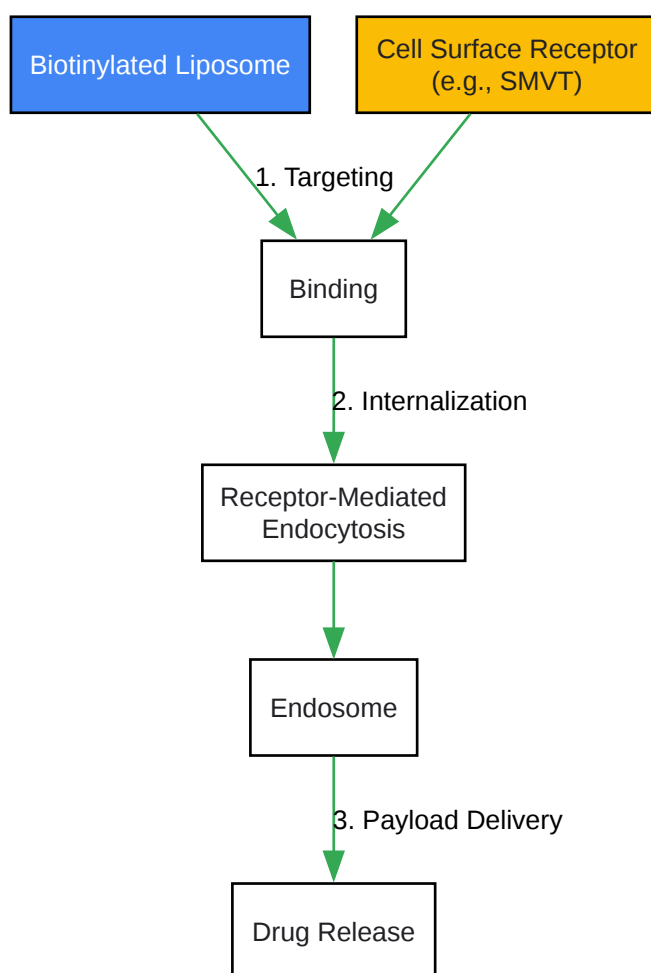 Biotinylated Liposome
Cell Surface Receptor
(e.g., SMVT)
1. Targeting
Binding
2. Internalization
Receptor-Mediated
Endocytosis
Endosome
3. Payload Delivery
Drug Release